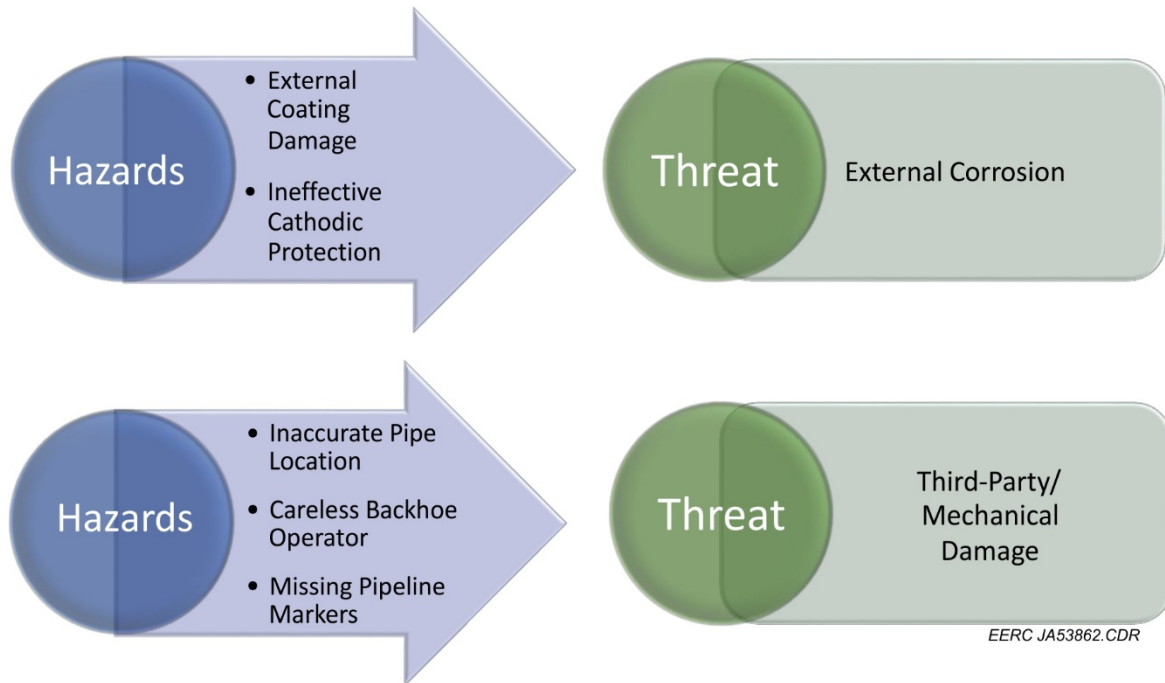 Hazards
• External
Coating
Damage
• Ineffective
Cathodic
Protection
Threat
External Corrosion
Hazards
• Inaccurate Pipe
Location
• Careless Backhoe
Operator
• Missing Pipeline
Markers
Threat
Third-Party/
Mechanical
Damage
EERC JA53862.CDR